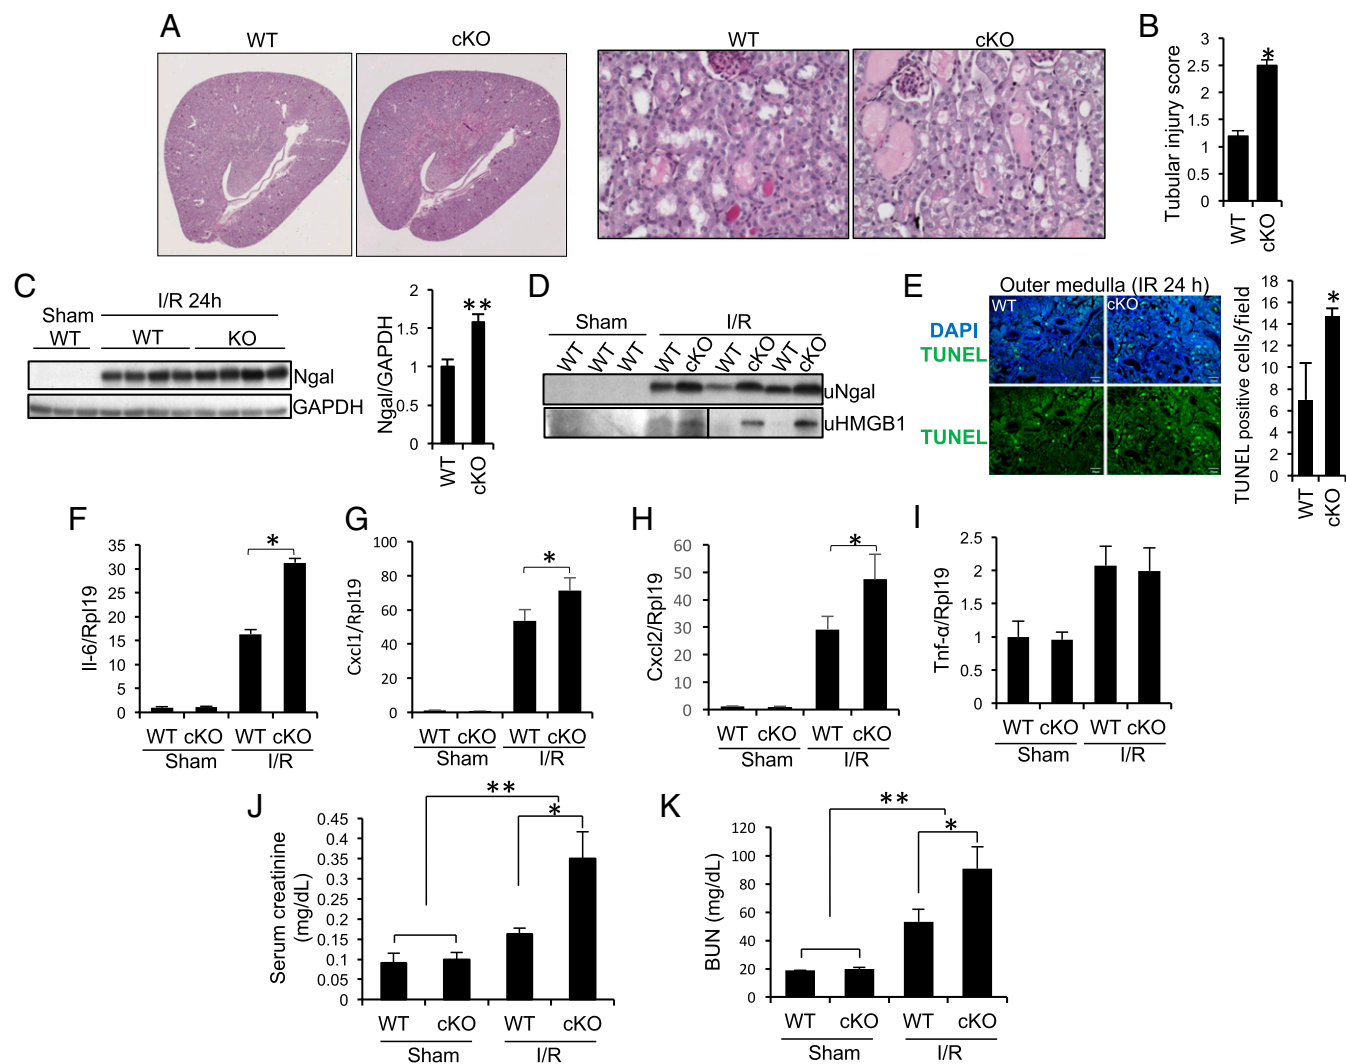 A
WT
cKO
WT
cKO
B
Tubular injury score
3
2.5
2
1.5
1
0.5
0
WT
cKO
C
Sham
I/R 24h
WT
WT
KO
Ngal
GAPDH
Ngal/GAPDH
2
1.5
1
0.5
0
**
WT
cKO
D
Sham
I/R
WT
WT
WT
WT
cKO
WT
cKO
WT
cKO
uNgal
uHMGB1
E
Outer medulla (IR 24 h)
WT
cKO
DAPI
TUNEL
TUNEL
TUNEL positive cells/field
18
16
14
12
10
8
6
4
2
0
*
WT
cKO
F
Il-6/Rpl19
35
30
25
20
15
10
5
0
*
WT cKO WT cKO
Sham I/R
G
Cxcl1/Rpl19
100
80
60
40
20
0
*
WT cKO WT cKO
Sham I/R
H
Cxcl2/Rpl19
60
50
40
30
20
10
0
*
WT cKO WT cKO
Sham I/R
I
Tnf-α/Rpl19
2.5
2
1.5
1
0.5
0
WT cKO WT cKO
Sham I/R
J
Serum creatinine
(mg/dL)
0.45
0.4
0.35
0.3
0.25
0.2
0.15
0.1
0.05
0
**
*
WT cKO WT cKO
Sham I/R
K
BUN (mg/dL)
120
100
80
60
40
20
0
**
*
WT cKO WT cKO
Sham I/R